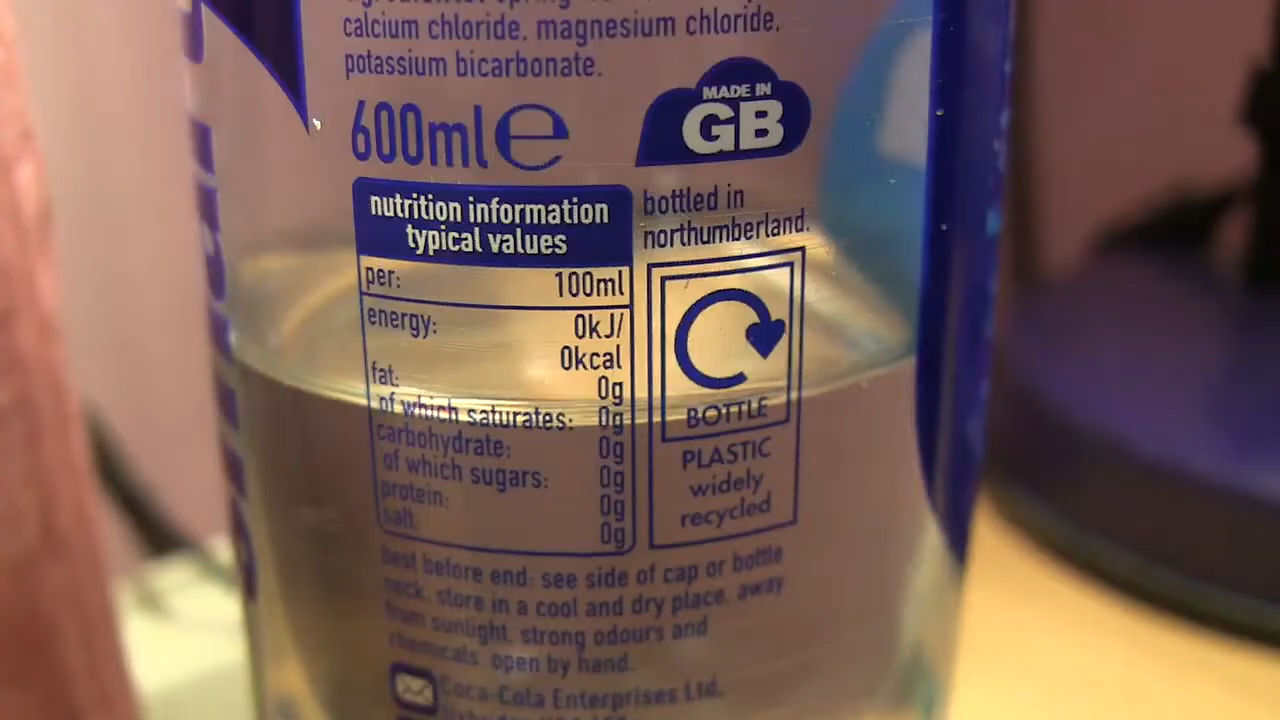 calcium chloride, magnesium chloride,
potassium bicarbonate.
600ml e
MADE IN
GB
nutrition information
typical values
per: 100ml
energy: 0kJ/
0kcal
fat: 0g
of which saturates: 0g
carbohydrate: 0g
of which sugars: 0g
protein: 0g
salt: 0g
bottled in
northumberland.
BOTTLE
PLASTIC
widely
recycled
best before end: see side of cap or bottle
neck. store in a cool and dry place, away
from sunlight, strong odours and
chemicals. open by hand.
Coca-Cola Enterprises Ltd,